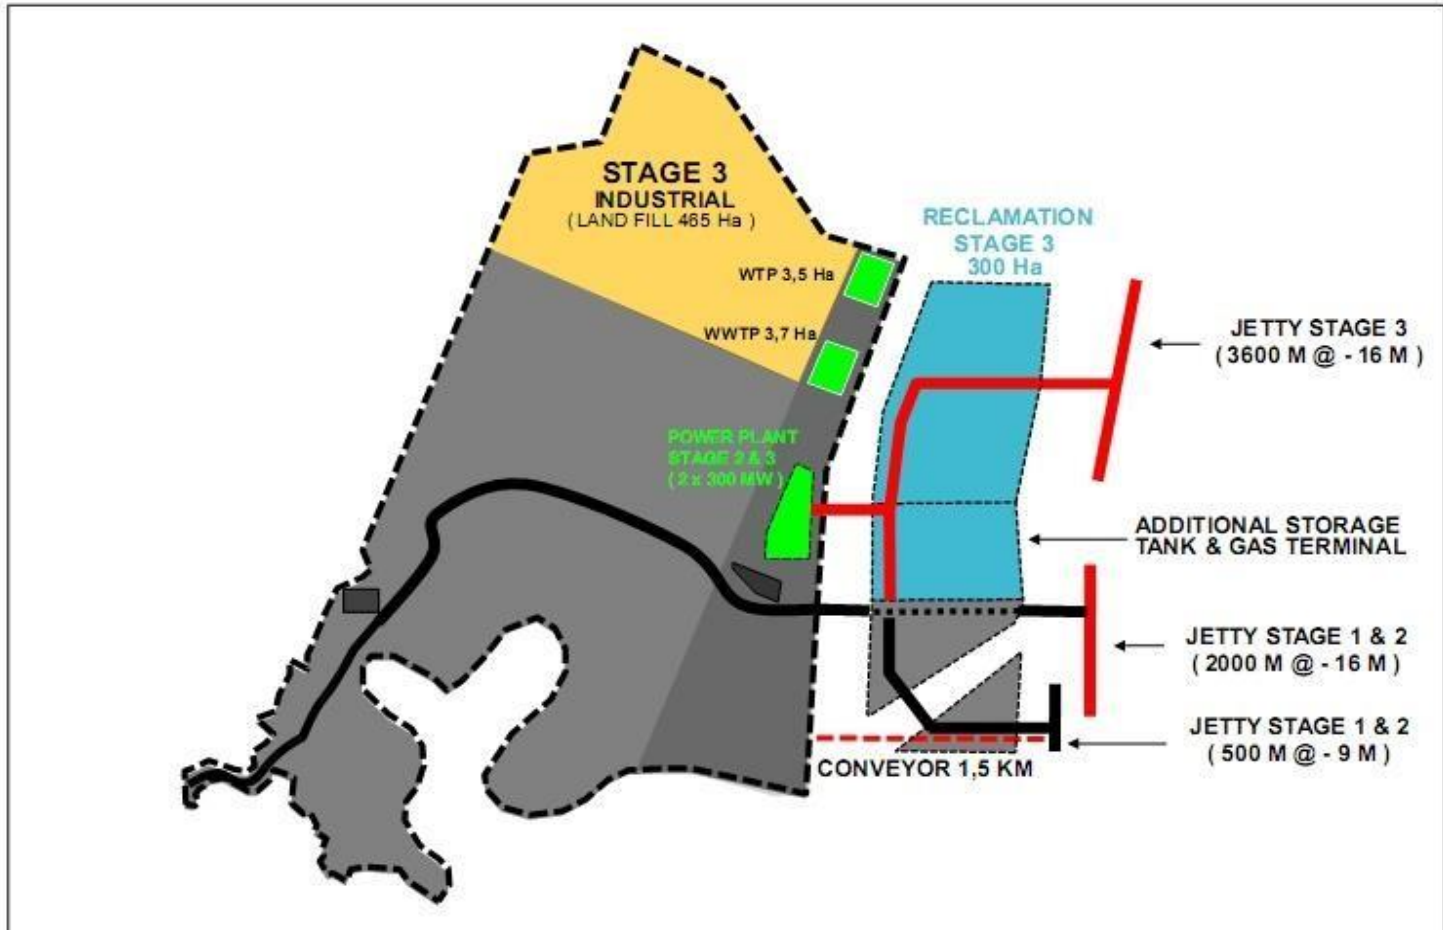 STAGE 3
INDUSTRIAL
( LAND FILL 465 Ha )
RECLAMATION
STAGE 3
300 Ha
WTP 3,5 Ha
WWTP 3,7 Ha
JETTY STAGE 3
( 3600 M @ - 16 M )
POWER PLANT
STAGE 2 & 3
( 2 x 300 MW )
ADDITIONAL STORAGE
TANK & GAS TERMINAL
JETTY STAGE 1 & 2
( 2000 M @ - 16 M )
JETTY STAGE 1 & 2
( 500 M @ - 9 M )
CONVEYOR 1,5 KM